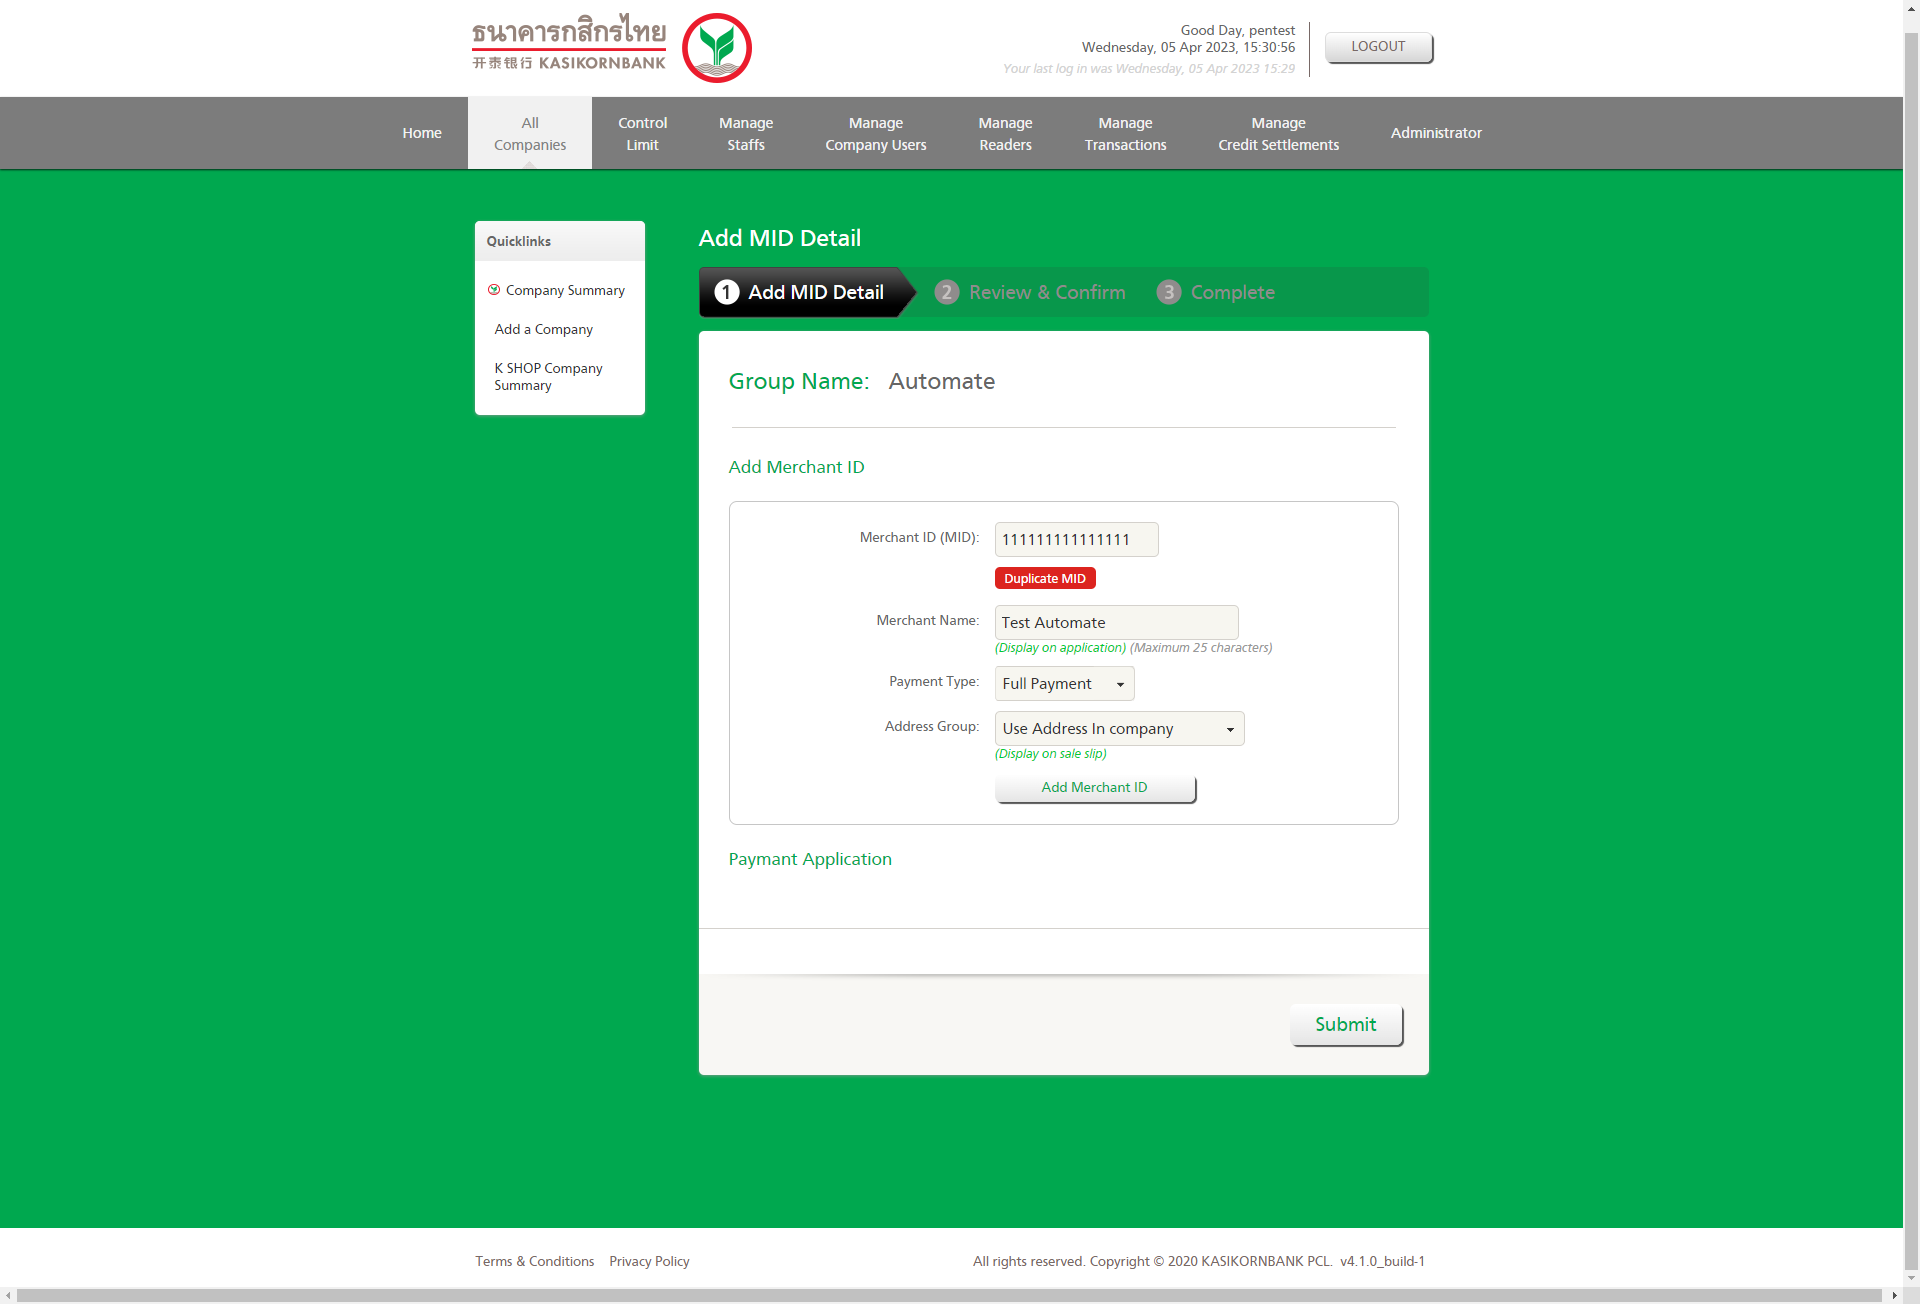 ธนาคารกสิกรไทย
开泰银行 KASIKORNBANK
Good Day, pentest
Wednesday, 05 Apr 2023, 15:30:56
Your last log in was Wednesday, 05 Apr 2023 15:29
LOGOUT
Home
All
Companies
Control
Limit
Manage
Staffs
Manage
Company Users
Manage
Readers
Manage
Transactions
Manage
Credit Settlements
Administrator
Quicklinks
Company Summary
Add a Company
K SHOP Company
Summary
Add MID Detail
1 Add MID Detail
2 Review & Confirm
3 Complete
Group Name: Automate
Add Merchant ID
Merchant ID (MID): 111111111111111
Duplicate MID
Merchant Name: Test Automate
(Display on application) (Maximum 25 characters)
Payment Type: Full Payment
Address Group: Use Address In company
(Display on sale slip)
Add Merchant ID
Paymant Application
Submit
Terms & Conditions Privacy Policy
All rights reserved. Copyright © 2020 KASIKORNBANK PCL. v4.1.0_build-1